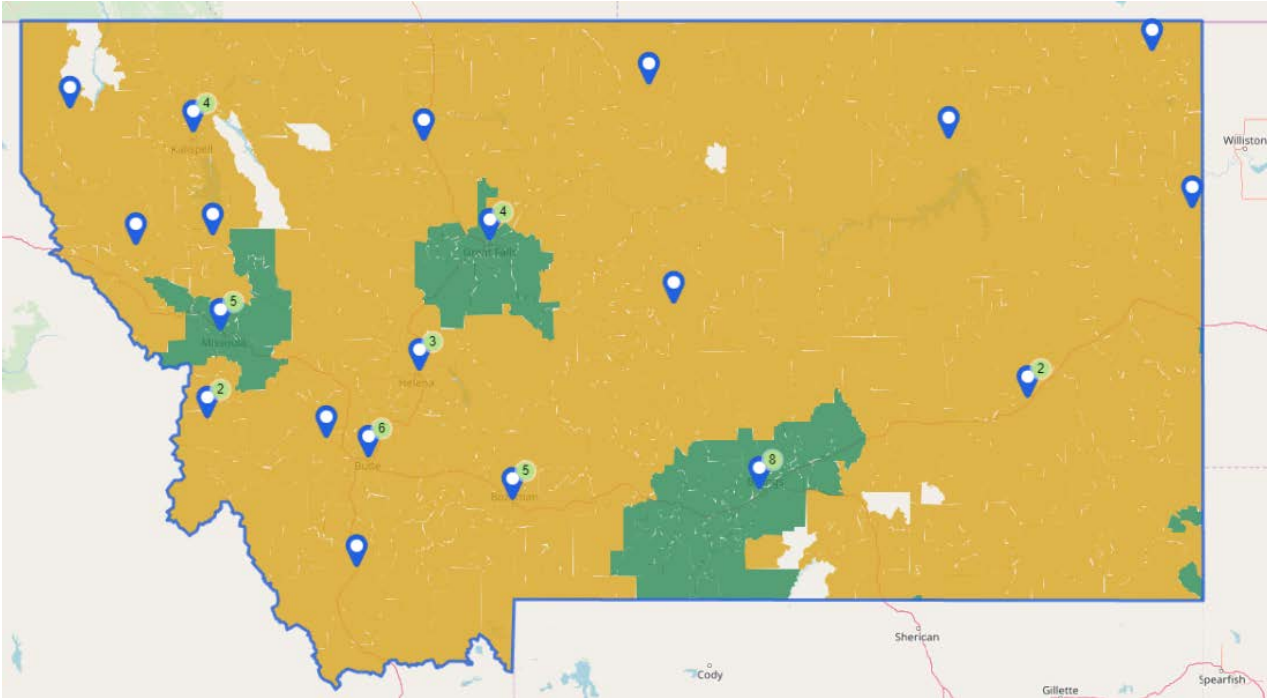 4
Kalispell
Williston
4
Great Falls
5
Missoula
3
Helena
2
2
6
Butte
8
5
Bozeman
Sherican
Cody
Gillette
Spearfish